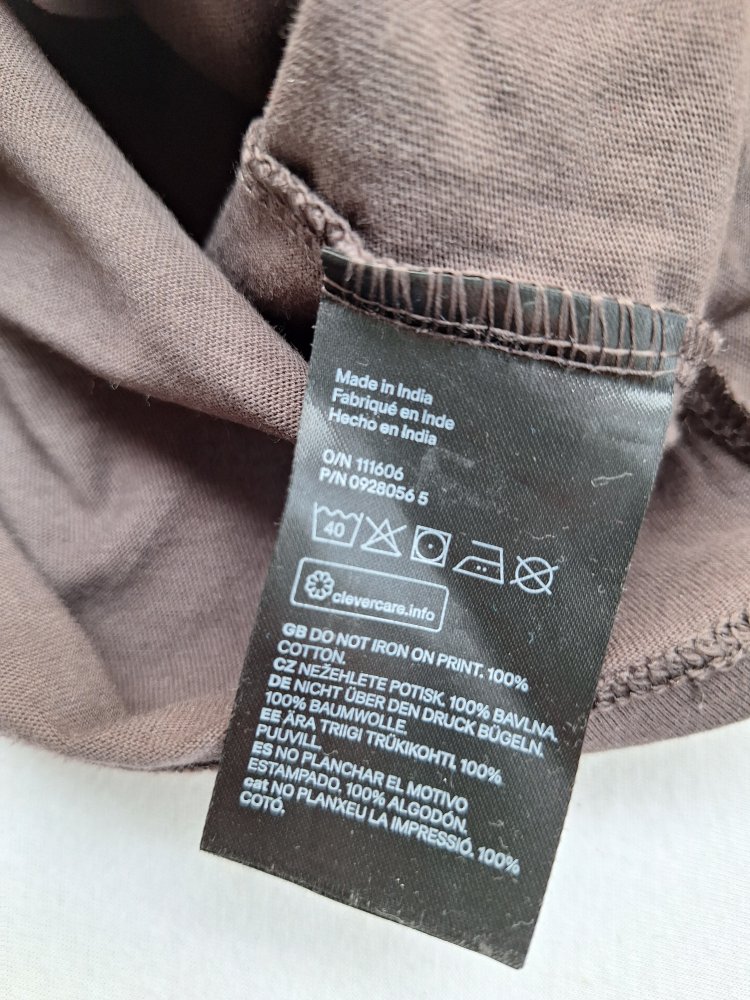 Made in India
Fabriqué en Inde
Hecho en India
O/N 111606
P/N 0928056 5
40
clevercare.info
GB DO NOT IRON ON PRINT. 100%
COTTON.
CZ NEŽEHLETE POTISK. 100% BAVLNA.
DE NICHT ÜBER DEN DRUCK BÜGELN.
100% BAUMWOLLE.
EE ÄRA TRIIGI TRÜKIKOHTI, 100%
PUUVILL.
ES NO PLANCHAR EL MOTIVO
ESTAMPADO. 100% ALGODÓN.
cat NO PLANXEU LA IMPRESSIÓ. 100%
COTÓ.